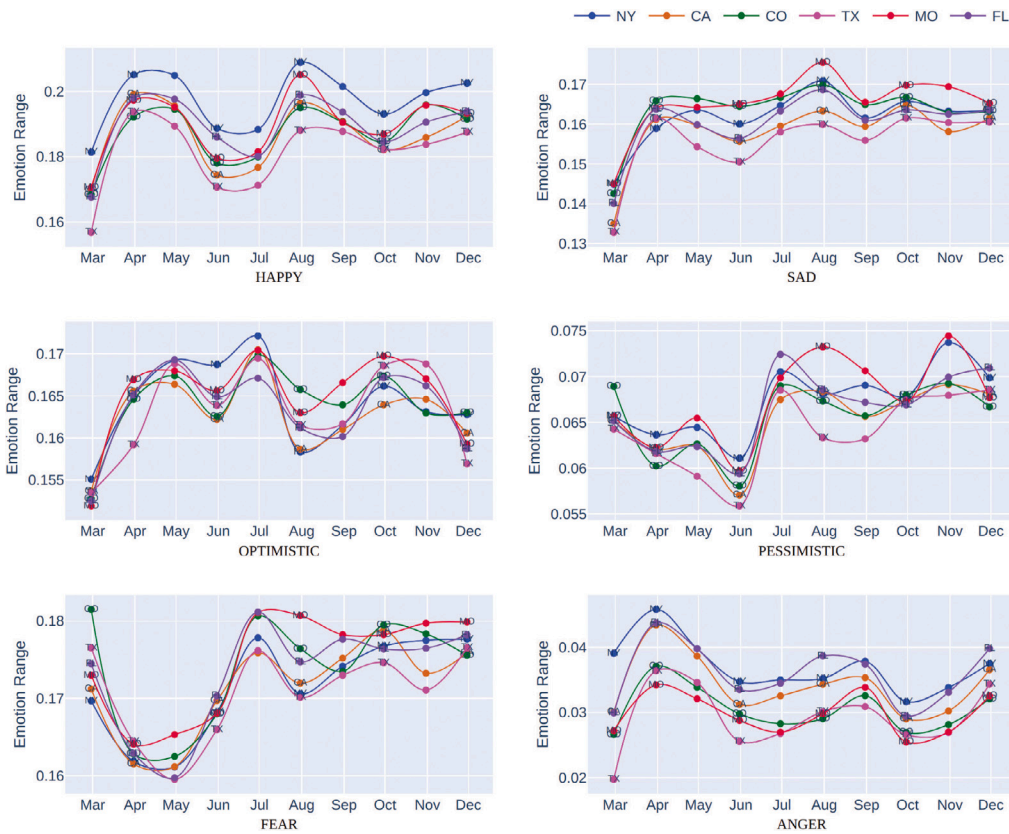 NY CA CO TX MO FL
Emotion Range
0.2
0.18
0.16
Mar Apr May Jun Jul Aug Sep Oct Nov Dec
HAPPY
Emotion Range
0.17
0.16
0.15
0.14
0.13
Mar Apr May Jun Jul Aug Sep Oct Nov Dec
SAD
Emotion Range
0.17
0.165
0.16
0.155
Mar Apr May Jun Jul Aug Sep Oct Nov Dec
OPTIMISTIC
Emotion Range
0.075
0.07
0.065
0.06
0.055
Mar Apr May Jun Jul Aug Sep Oct Nov Dec
PESSIMISTIC
Emotion Range
0.18
0.17
0.16
Mar Apr May Jun Jul Aug Sep Oct Nov Dec
FEAR
Emotion Range
0.04
0.03
0.02
Mar Apr May Jun Jul Aug Sep Oct Nov Dec
ANGER